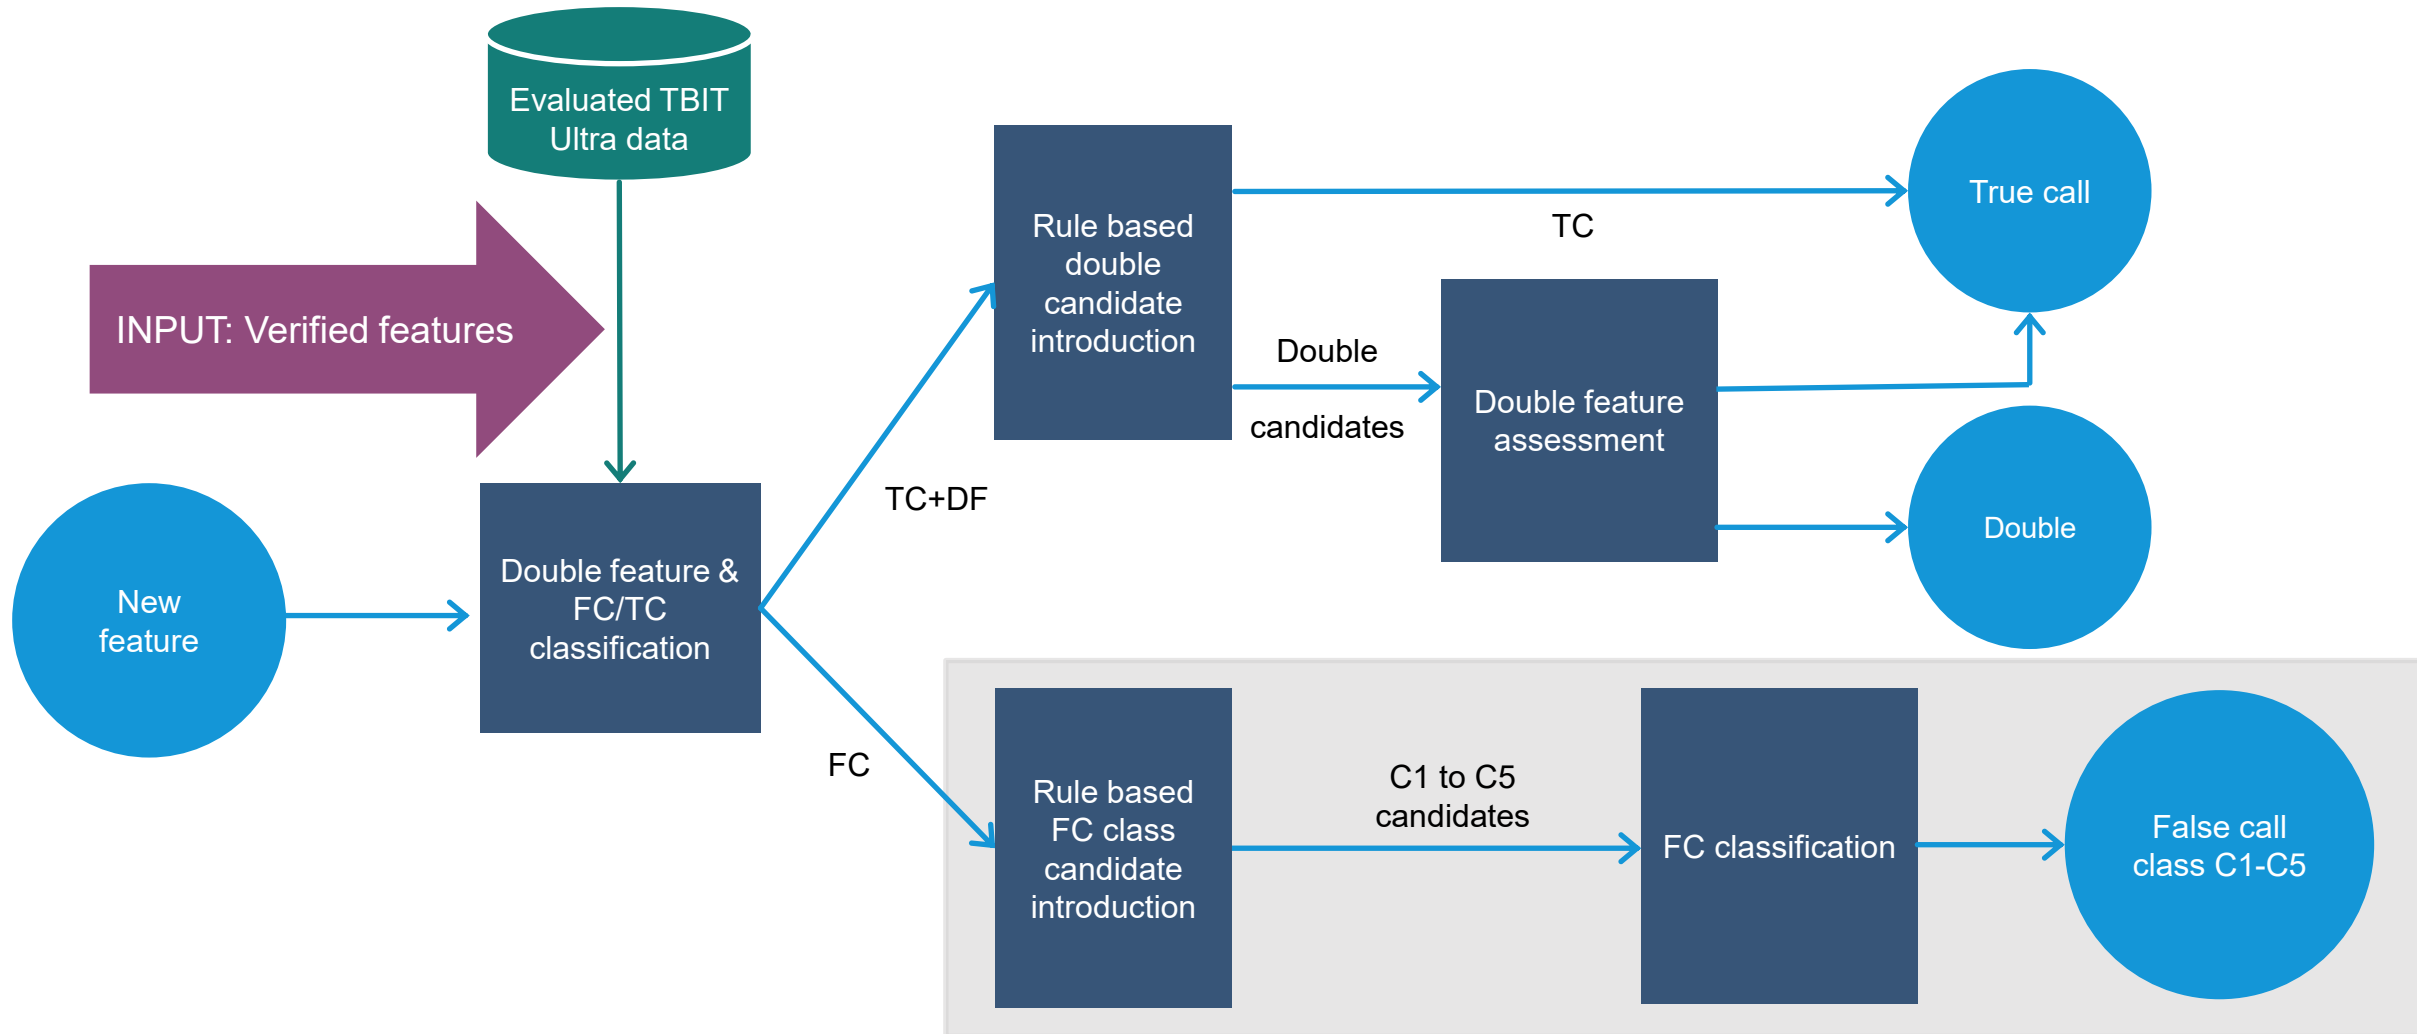 Evaluated TBIT
Ultra data
INPUT: Verified features
New
feature
Double feature &
FC/TC
classification
TC+DF
FC
Rule based
double
candidate
introduction
TC
Double
candidates
Double feature
assessment
True call
Double
Rule based
FC class
candidate
introduction
C1 to C5
candidates
FC classification
False call
class C1-C5